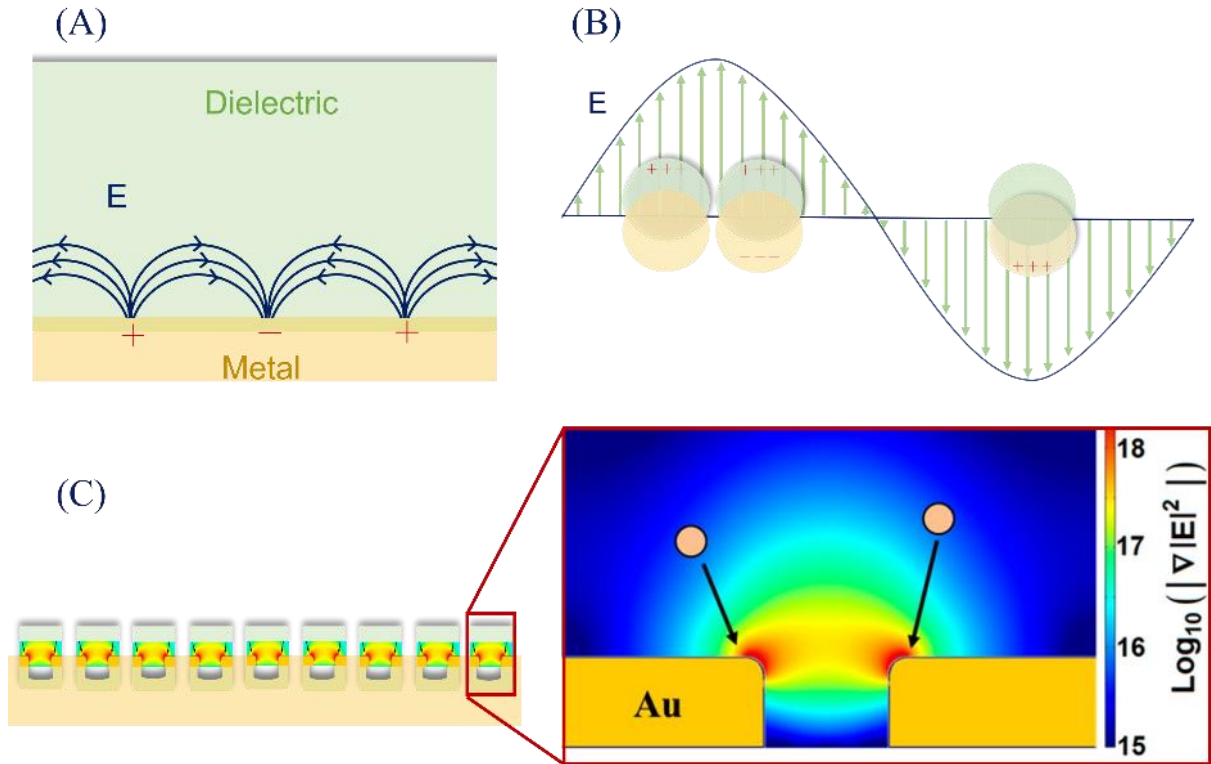 (A)
Dielectric
E
+ − +
Metal
(B)
E
+++ +++
− − −
+++
(C)
Au
18
17
16
15
Log₁₀(|∇|E|²|)